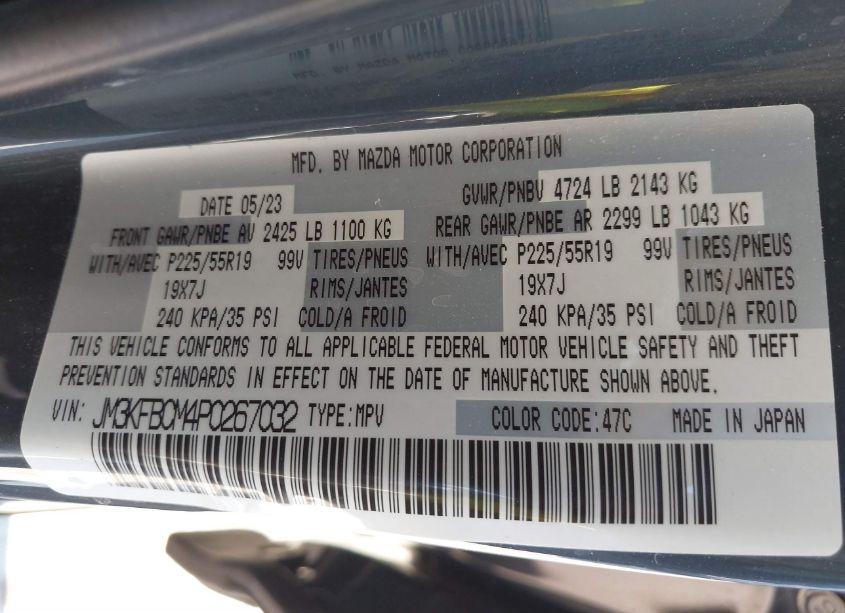 MFD. BY MAZDA MOTOR CORPORATION
DATE 05/23
GVWR/PNBV 4724 LB 2143 KG
FRONT GAWR/PNBE AV 2425 LB 1100 KG
REAR GAWR/PNBE AR 2299 LB 1043 KG
WITH/AVEC P225/55R19 99V TIRES/PNEUS
WITH/AVEC P225/55R19 99V TIRES/PNEUS
19X7J RIMS/JANTES
19X7J RIMS/JANTES
240 KPA/35 PSI COLD/A FROID
240 KPA/35 PSI COLD/A FROID
THIS VEHICLE CONFORMS TO ALL APPLICABLE FEDERAL MOTOR VEHICLE SAFETY AND THEFT
PREVENTION STANDARDS IN EFFECT ON THE DATE OF MANUFACTURE SHOWN ABOVE.
VIN: JM3KFBCM4P0267032 TYPE:MPV COLOR CODE:47C MADE IN JAPAN